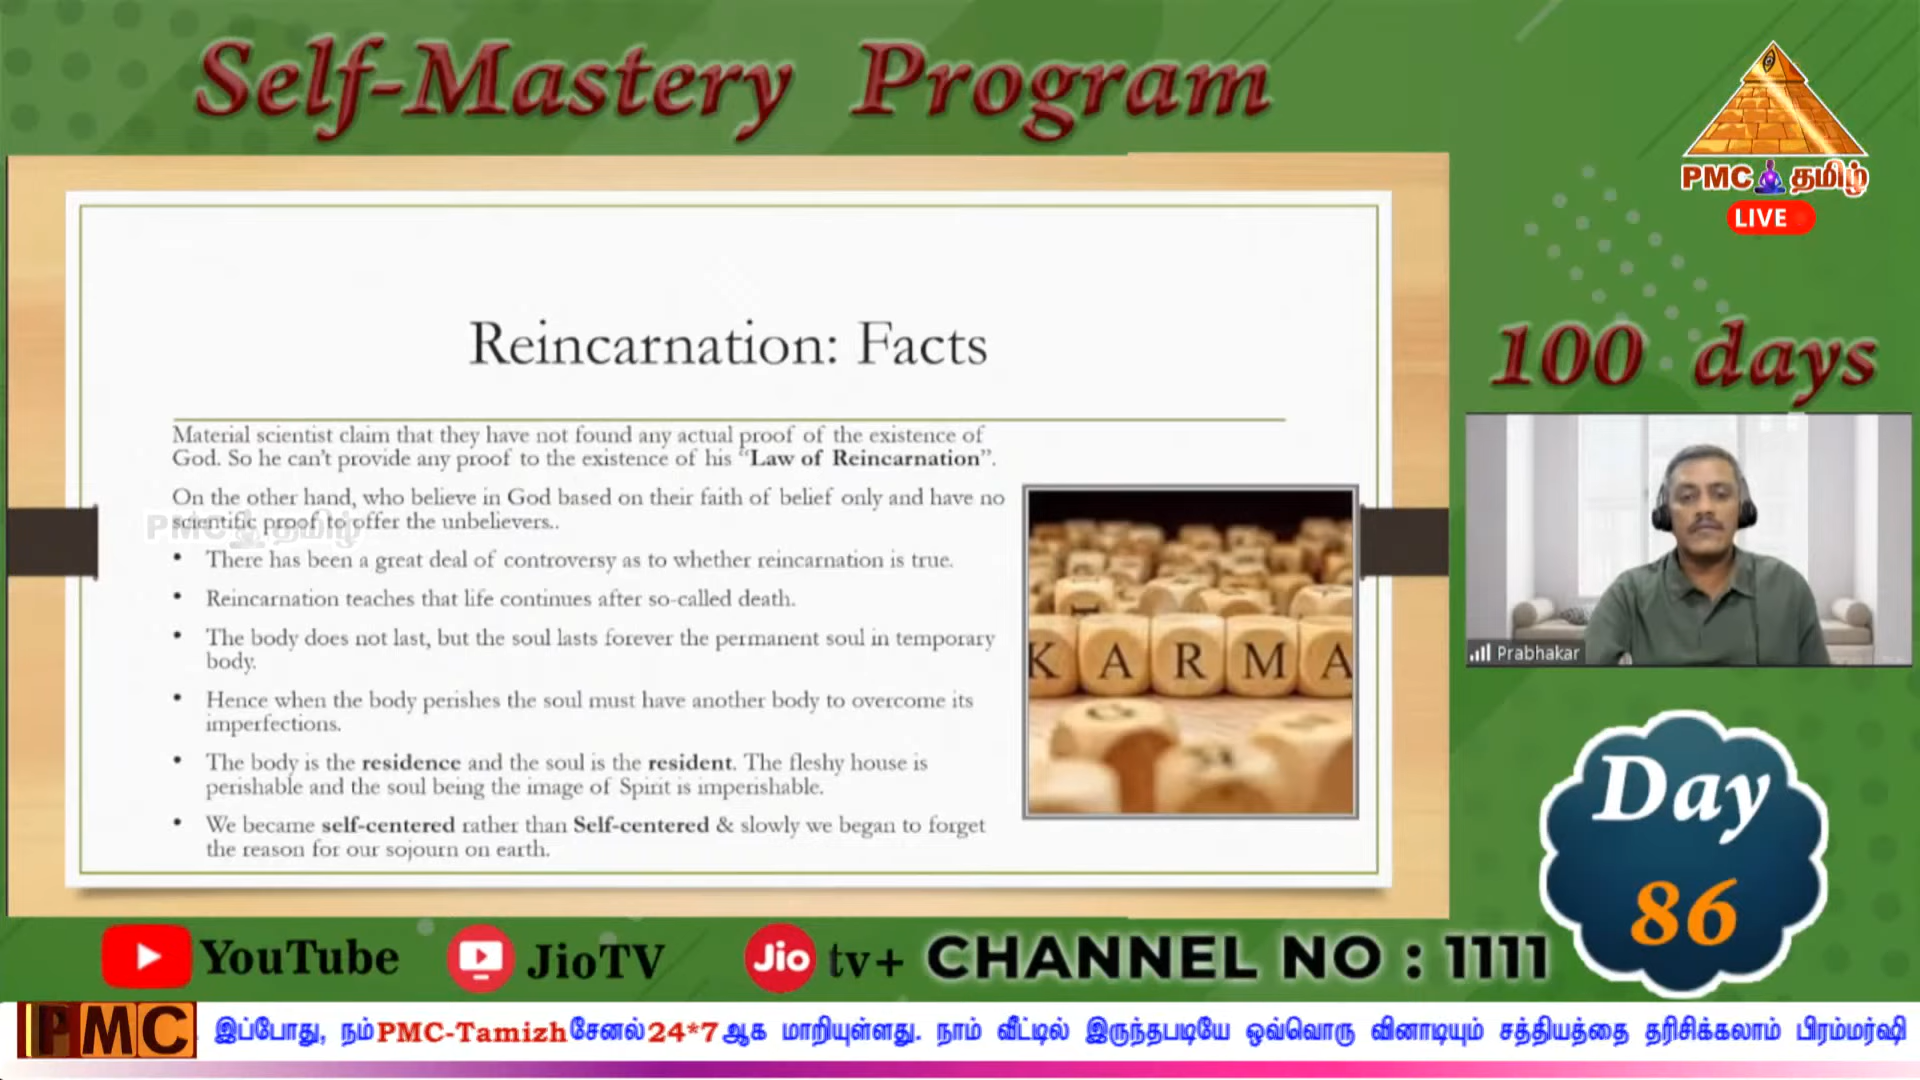 Self-Mastery Program
PMC தமிழ்
LIVE
Reincarnation: Facts
Material scientist claim that they have not found any actual proof of the existence of
God. So he can't provide any proof to the existence of his "Law of Reincarnation".
On the other hand, who believe in God based on their faith of belief only and have no
scientific proof to offer the unbelievers..
PMC தமிழ்
• There has been a great deal of controversy as to whether reincarnation is true.
• Reincarnation teaches that life continues after so-called death.
• The body does not last, but the soul lasts forever the permanent soul in temporary
body.
• Hence when the body perishes the soul must have another body to overcome its
imperfections.
• The body is the residence and the soul is the resident. The fleshy house is
perishable and the soul being the image of Spirit is imperishable.
• We became self-centered rather than Self-centered & slowly we began to forget
the reason for our sojourn on earth.
KARMA
100 days
Prabhakar
Day
86
YouTube JioTV Jio tv+ CHANNEL NO : 1111
PMC இப்போது, நம் PMC-Tamizh சேனல் 24*7 ஆக மாறியுள்ளது. நாம் வீட்டில் இருந்தபடியே ஒவ்வொரு வினாடியும் சத்தியத்தை தரிசிக்கலாம் பிரம்மர்ஷி